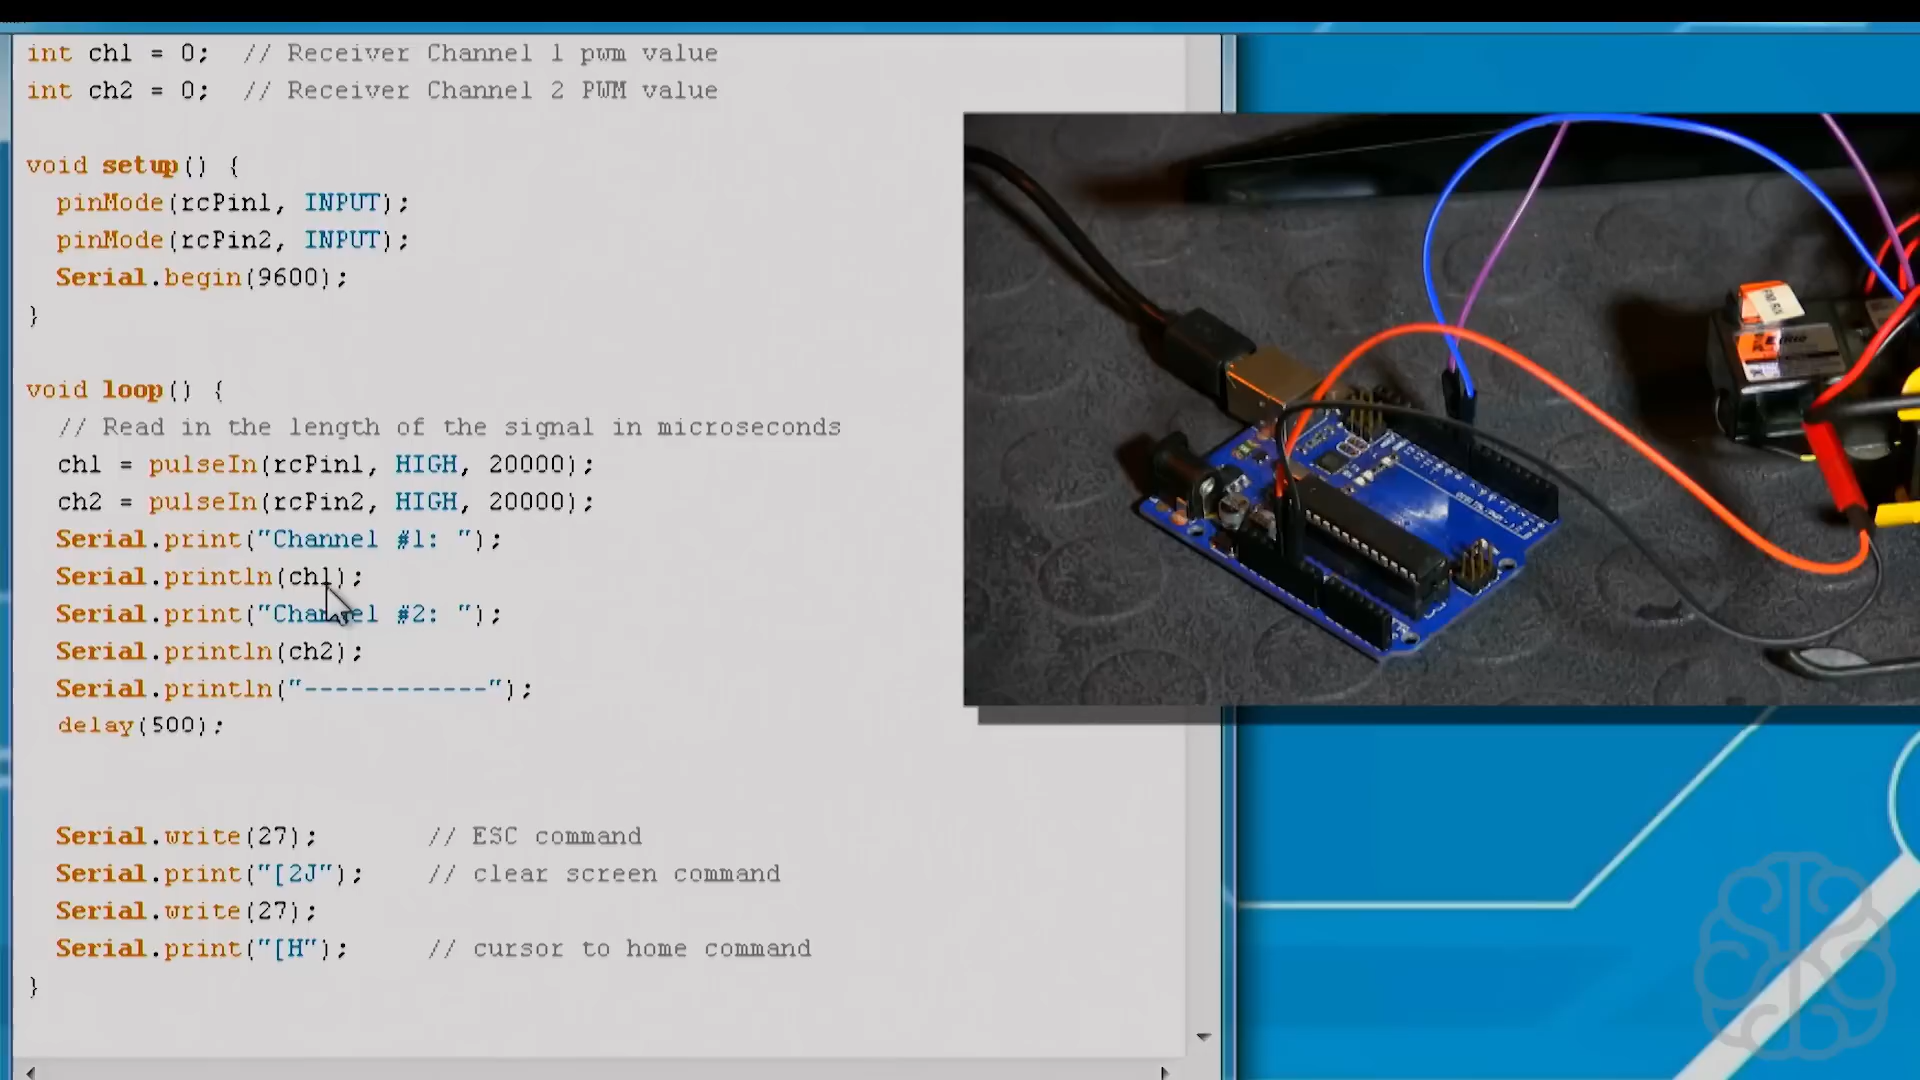 int ch1 = 0;  // Receiver Channel 1 pwm value
int ch2 = 0;  // Receiver Channel 2 PWM value

void setup() {
  pinMode(rcPin1, INPUT);
  pinMode(rcPin2, INPUT);
  Serial.begin(9600);
}

void loop() {
  // Read in the length of the signal in microseconds
  ch1 = pulseIn(rcPin1, HIGH, 20000);
  ch2 = pulseIn(rcPin2, HIGH, 20000);
  Serial.print("Channel #1: ");
  Serial.println(ch1);
  Serial.print("Channel #2: ");
  Serial.println(ch2);
  Serial.println("------------");
  delay(500);

  Serial.write(27);       // ESC command
  Serial.print("[2J");    // clear screen command
  Serial.write(27);
  Serial.print("[H");     // cursor to home command
}